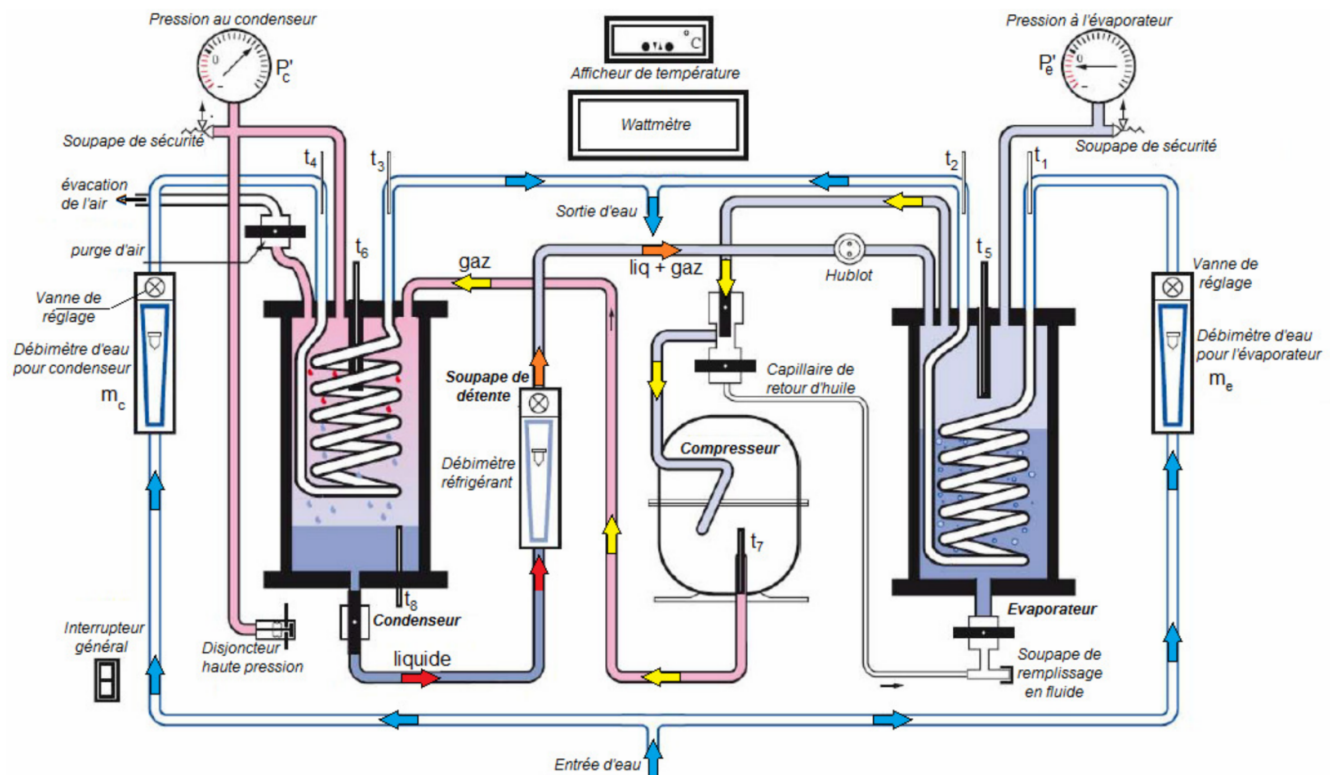 Pression au condenseur
0
-
P'c
Soupape de sécurité
évacation
de l'air
purge d'air
Vanne de
réglage
Débimètre d'eau
pour condenseur
mc
t4
t3
t6
gaz
°C
Afficheur de température
Wattmètre
Sortie d'eau
liq + gaz
Hublot
Soupape de
détente
Débimètre
réfrigérant
Capillaire de
retour d'huile
Compresseur
t7
Pression à l'évaporateur
0
-
P'e
Soupape de sécurité
t2
t1
t5
Vanne de
réglage
Débimètre d'eau
pour l'évaporateur
me
t8
Condenseur
Evaporateur
Interrupteur
général
Disjoncteur
haute pression
liquide
Soupape de
remplissage
en fluide
Entrée d'eau